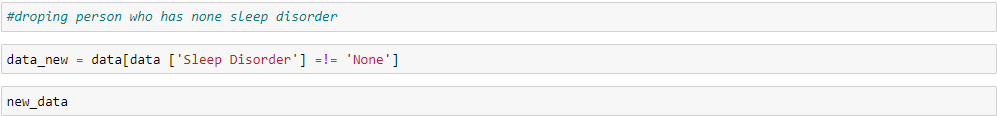 #droping person who has none sleep disorder
data_new = data[data ['Sleep Disorder'] =!= 'None']
new_data